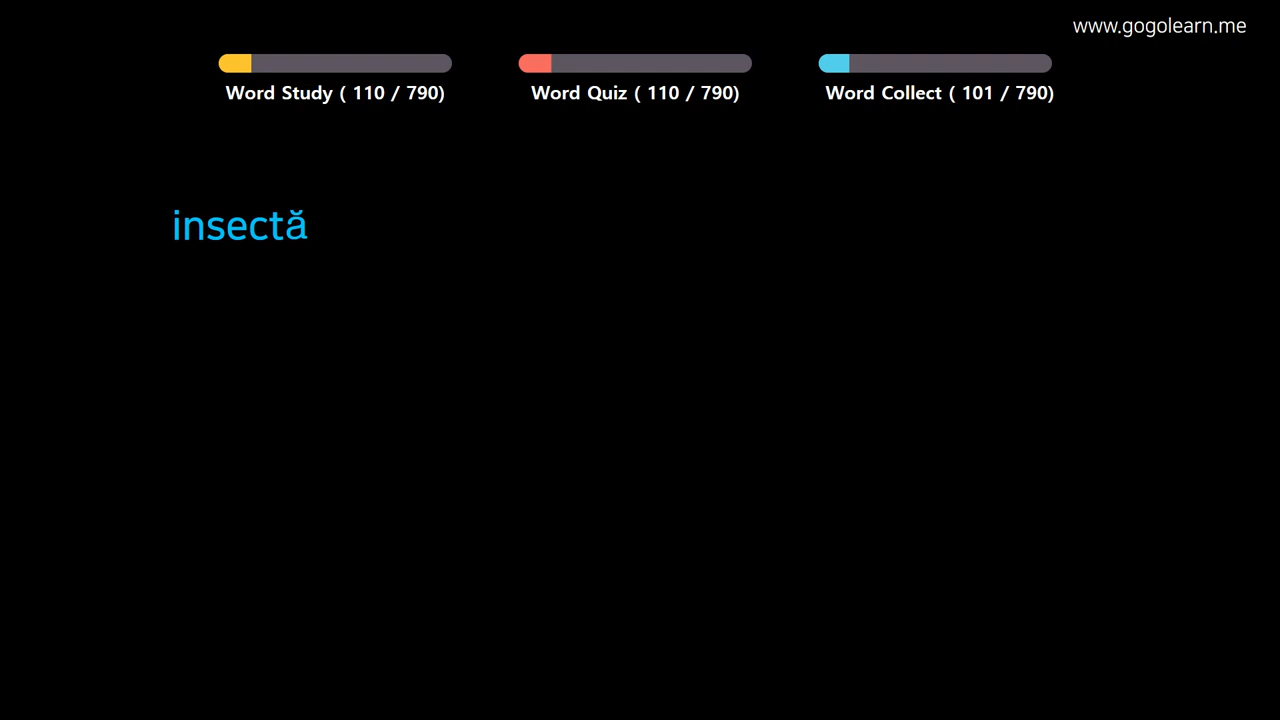 www.gogolearn.me
Word Study ( 110 / 790)
Word Quiz ( 110 / 790)
Word Collect ( 101 / 790)
insectă